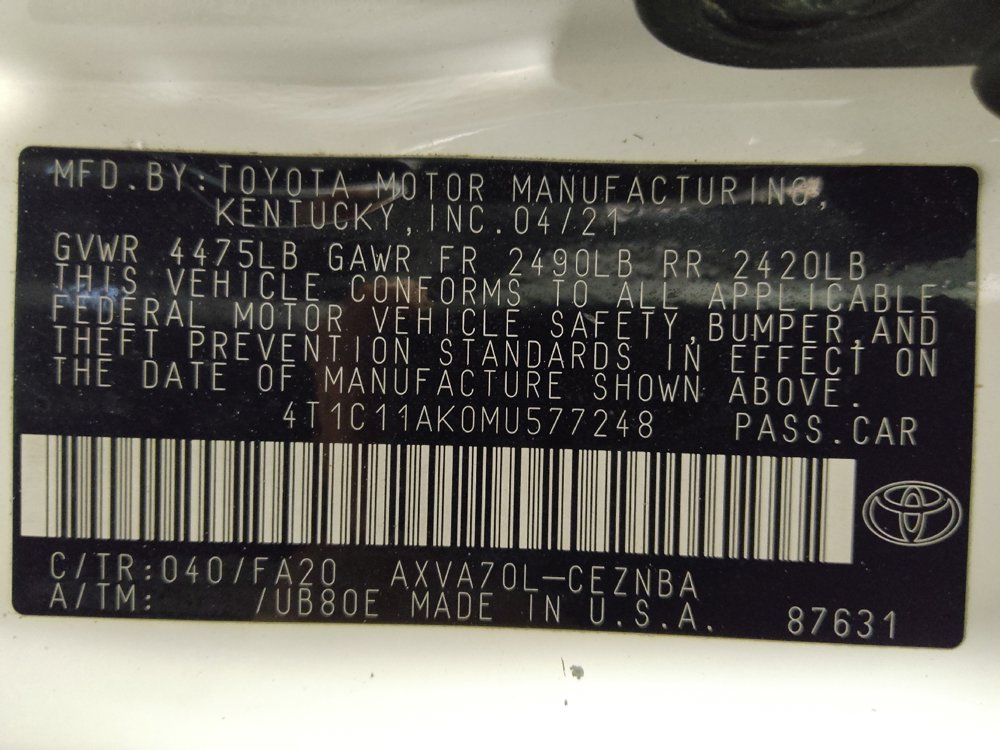 MFD.BY:TOYOTA MOTOR MANUFACTURING,
KENTUCKY,INC.04/21
GVWR 4475LB GAWR FR 2490LB RR 2420LB
THIS VEHICLE CONFORMS TO ALL APPLICABLE
FEDERAL MOTOR VEHICLE SAFETY,BUMPER,AND
THEFT PREVENTION STANDARDS IN EFFECT ON
THE DATE OF MANUFACTURE SHOWN ABOVE.
4T1C11AK0MU577248 PASS.CAR
C/TR:040/FA20 AXVA70L-CEZNBA
A/TM: /UB80E MADE IN U.S.A. 87631